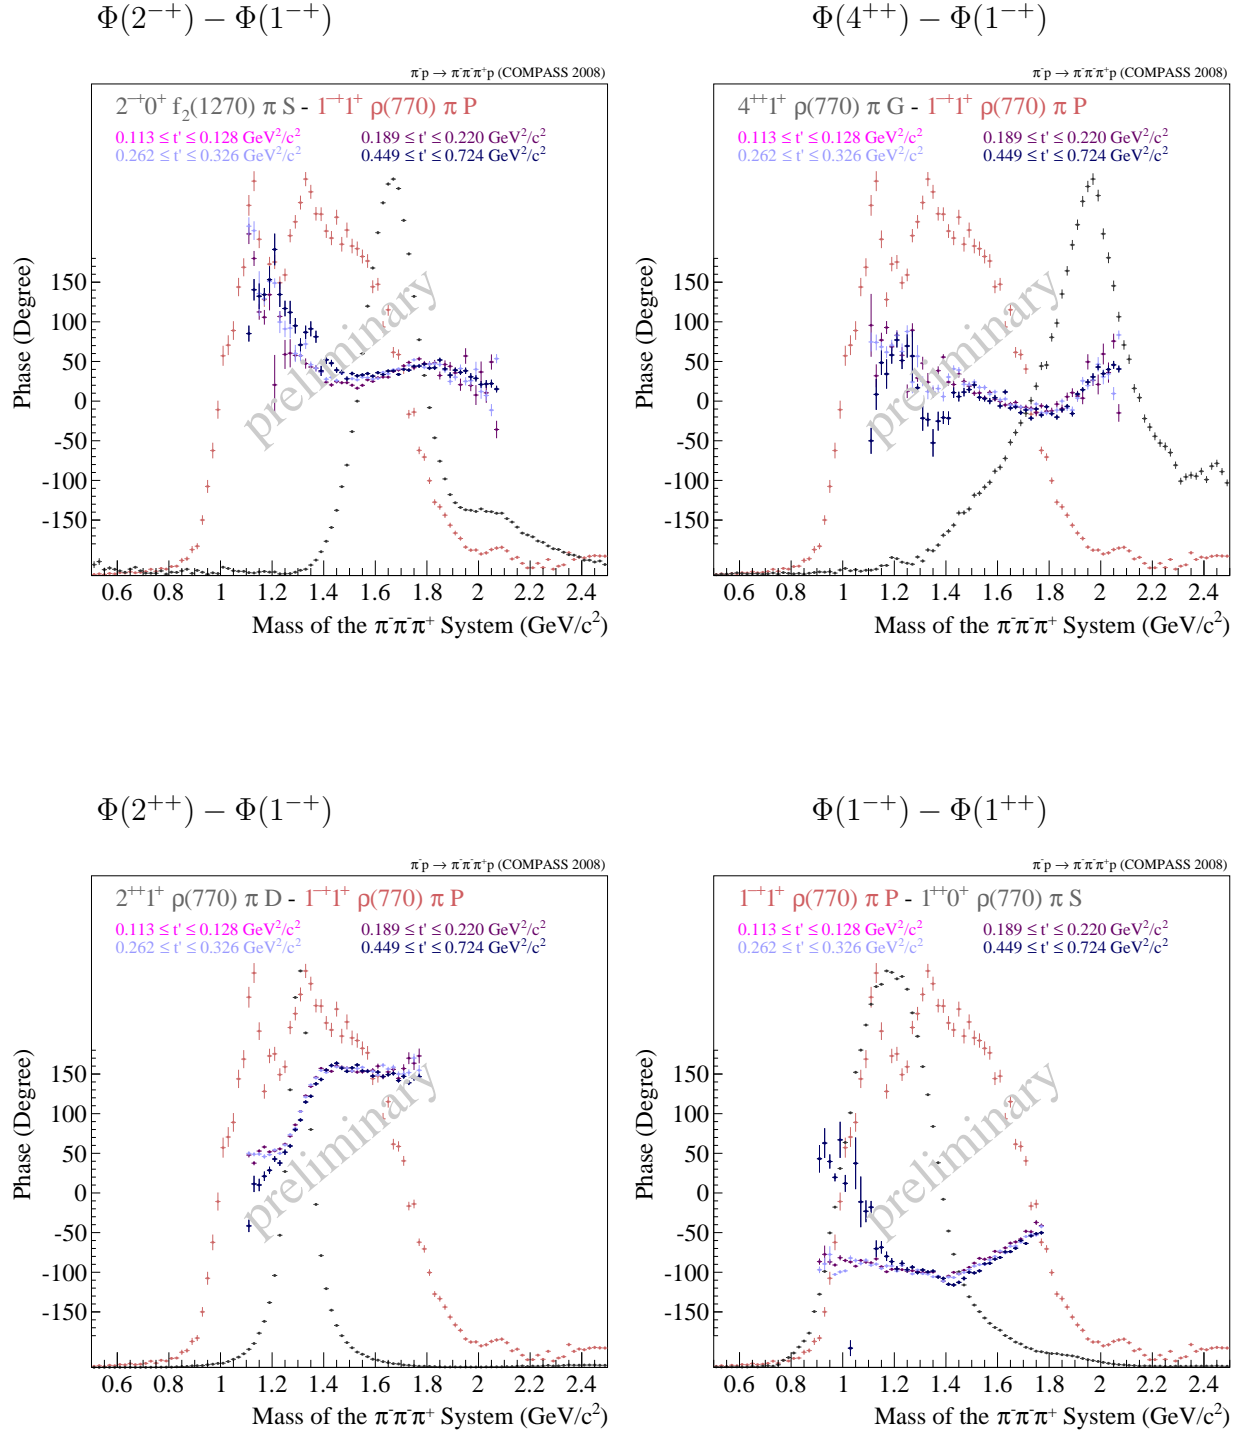 Φ(2⁻⁺) − Φ(1⁻⁺)
π⁻p → π⁻π⁻π⁺p (COMPASS 2008)
2⁻⁺0⁺ f₂(1270) π S - 1⁻⁺1⁺ ρ(770) π P
0.113 ≤ t' ≤ 0.128 GeV²/c² 0.189 ≤ t' ≤ 0.220 GeV²/c²
0.262 ≤ t' ≤ 0.326 GeV²/c² 0.449 ≤ t' ≤ 0.724 GeV²/c²
Phase (Degree)
150
100
50
0
-50
-100
-150
preliminary
0.6 0.8 1 1.2 1.4 1.6 1.8 2 2.2 2.4
Mass of the π⁻π⁻π⁺ System (GeV/c²)
Φ(4⁺⁺) − Φ(1⁻⁺)
π⁻p → π⁻π⁻π⁺p (COMPASS 2008)
4⁺⁺1⁺ ρ(770) π G - 1⁻⁺1⁺ ρ(770) π P
0.113 ≤ t' ≤ 0.128 GeV²/c² 0.189 ≤ t' ≤ 0.220 GeV²/c²
0.262 ≤ t' ≤ 0.326 GeV²/c² 0.449 ≤ t' ≤ 0.724 GeV²/c²
Phase (Degree)
150
100
50
0
-50
-100
-150
preliminary
0.6 0.8 1 1.2 1.4 1.6 1.8 2 2.2 2.4
Mass of the π⁻π⁻π⁺ System (GeV/c²)
Φ(2⁺⁺) − Φ(1⁻⁺)
π⁻p → π⁻π⁻π⁺p (COMPASS 2008)
2⁺⁺1⁺ ρ(770) π D - 1⁻⁺1⁺ ρ(770) π P
0.113 ≤ t' ≤ 0.128 GeV²/c² 0.189 ≤ t' ≤ 0.220 GeV²/c²
0.262 ≤ t' ≤ 0.326 GeV²/c² 0.449 ≤ t' ≤ 0.724 GeV²/c²
Phase (Degree)
150
100
50
0
-50
-100
-150
preliminary
0.6 0.8 1 1.2 1.4 1.6 1.8 2 2.2 2.4
Mass of the π⁻π⁻π⁺ System (GeV/c²)
Φ(1⁻⁺) − Φ(1⁺⁺)
π⁻p → π⁻π⁻π⁺p (COMPASS 2008)
1⁻⁺1⁺ ρ(770) π P - 1⁺⁺0⁺ ρ(770) π S
0.113 ≤ t' ≤ 0.128 GeV²/c² 0.189 ≤ t' ≤ 0.220 GeV²/c²
0.262 ≤ t' ≤ 0.326 GeV²/c² 0.449 ≤ t' ≤ 0.724 GeV²/c²
Phase (Degree)
150
100
50
0
-50
-100
-150
preliminary
0.6 0.8 1 1.2 1.4 1.6 1.8 2 2.2 2.4
Mass of the π⁻π⁻π⁺ System (GeV/c²)